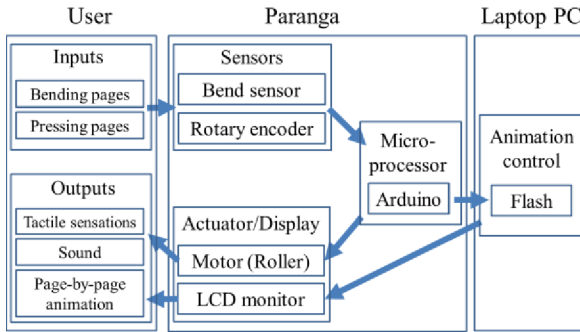 User
Paranga
Laptop PC
Inputs
Bending pages
Pressing pages
Sensors
Bend sensor
Rotary encoder
Micro-
processor
Arduino
Animation
control
Flash
Outputs
Tactile sensations
Sound
Page-by-page
animation
Actuator/Display
Motor (Roller)
LCD monitor